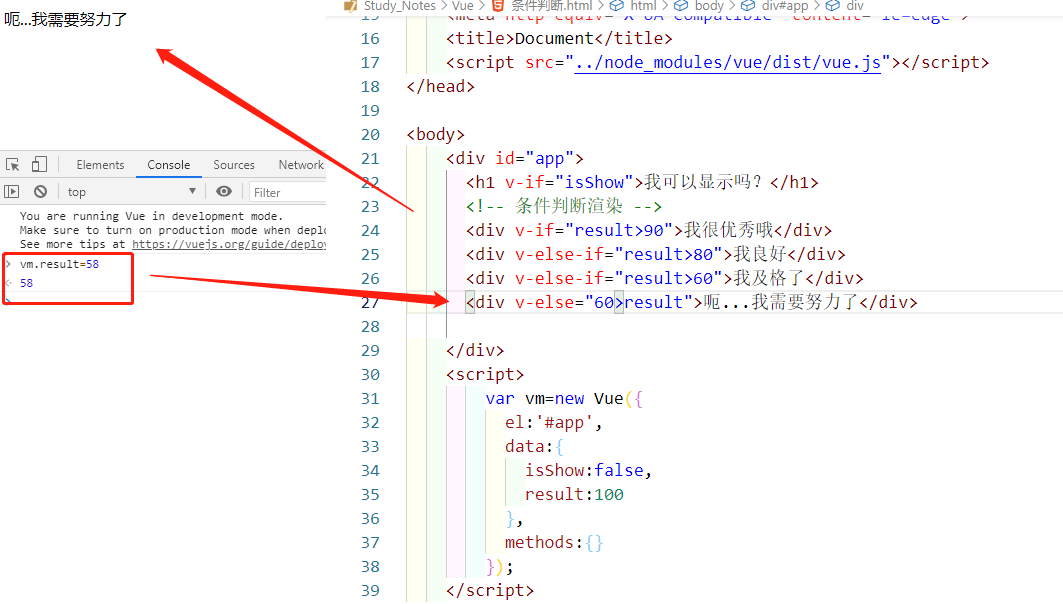 呃...我需要努力了
Elements Console Sources Network
top Filter
You are running Vue in development mode.
Make sure to turn on production mode when deplo
See more tips at https://vuejs.org/guide/deploy
> vm.result=58
58
Study_Notes > Vue > 条件判断.html > html > body > div#app > div
15 <meta http-equiv="X-UA-Compatible" content="ie=edge">
16 <title>Document</title>
17 <script src="../node_modules/vue/dist/vue.js"></script>
18 </head>
19
20 <body>
21 <div id="app">
22 <h1 v-if="isShow">我可以显示吗？</h1>
23 <!-- 条件判断渲染 -->
24 <div v-if="result>90">我很优秀哦</div>
25 <div v-else-if="result>80">我良好</div>
26 <div v-else-if="result>60">我及格了</div>
27 <div v-else="60>result">呃...我需要努力了</div>
28
29 </div>
30 <script>
31 var vm=new Vue({
32 el:'#app',
33 data:{
34 isShow:false,
35 result:100
36 },
37 methods:{}
38 });
39 </script>